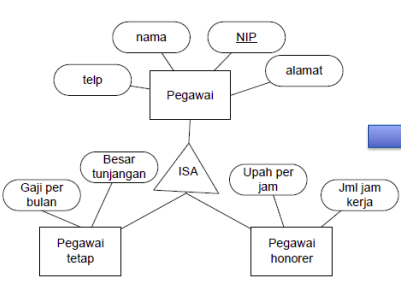 nama
NIP
telp
alamat
Pegawai
ISA
Besar
tunjangan
Gaji per
bulan
Upah per
jam
Jml jam
kerja
Pegawai
tetap
Pegawai
honorer